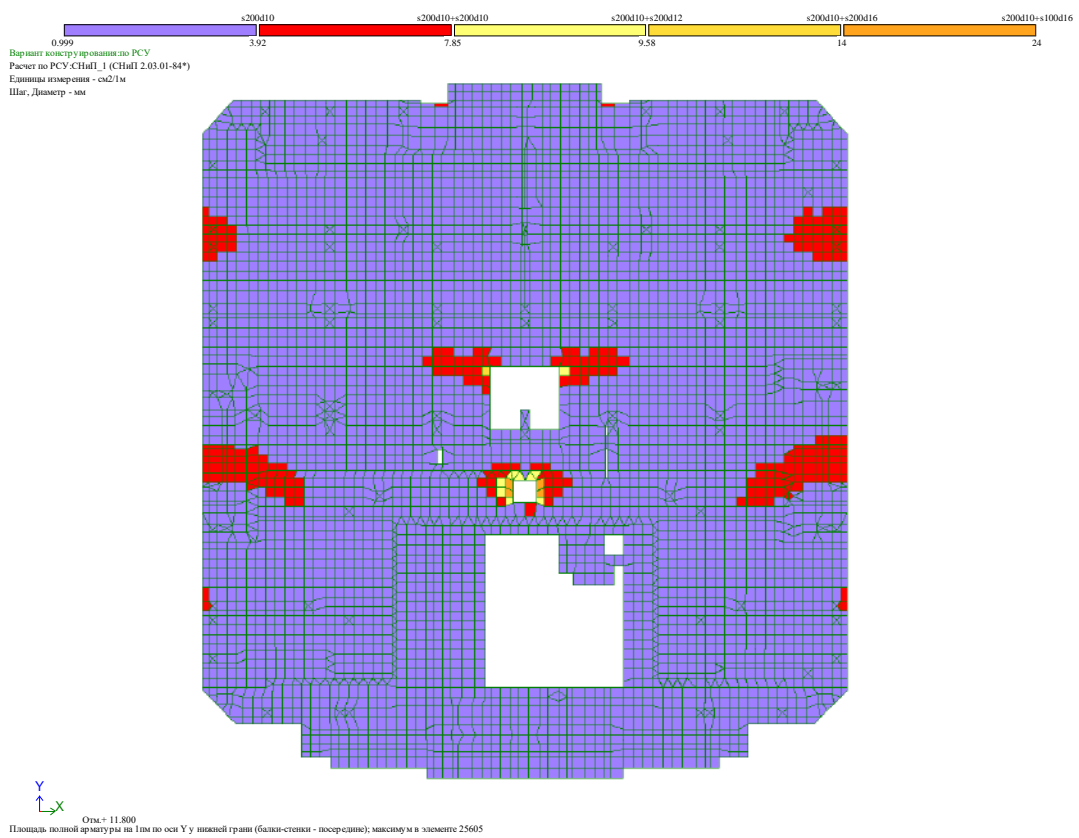 s200d10 s200d10+s200d10 s200d10+s200d12 s200d10+s200d16 s200d10+s100d16
0.999 3.92 7.85 9.58 14 24
Вариант конструирования:по РСУ
Расчет по РСУ:СНиП_1 (СНиП 2.03.01-84*)
Единицы измерения - см2/1м
Шаг, Диаметр - мм
Y
X
Отм.+ 11.800
Площадь полной арматуры на 1пм по оси Y у нижней грани (балки-стенки - посередине); максимум в элементе 25605